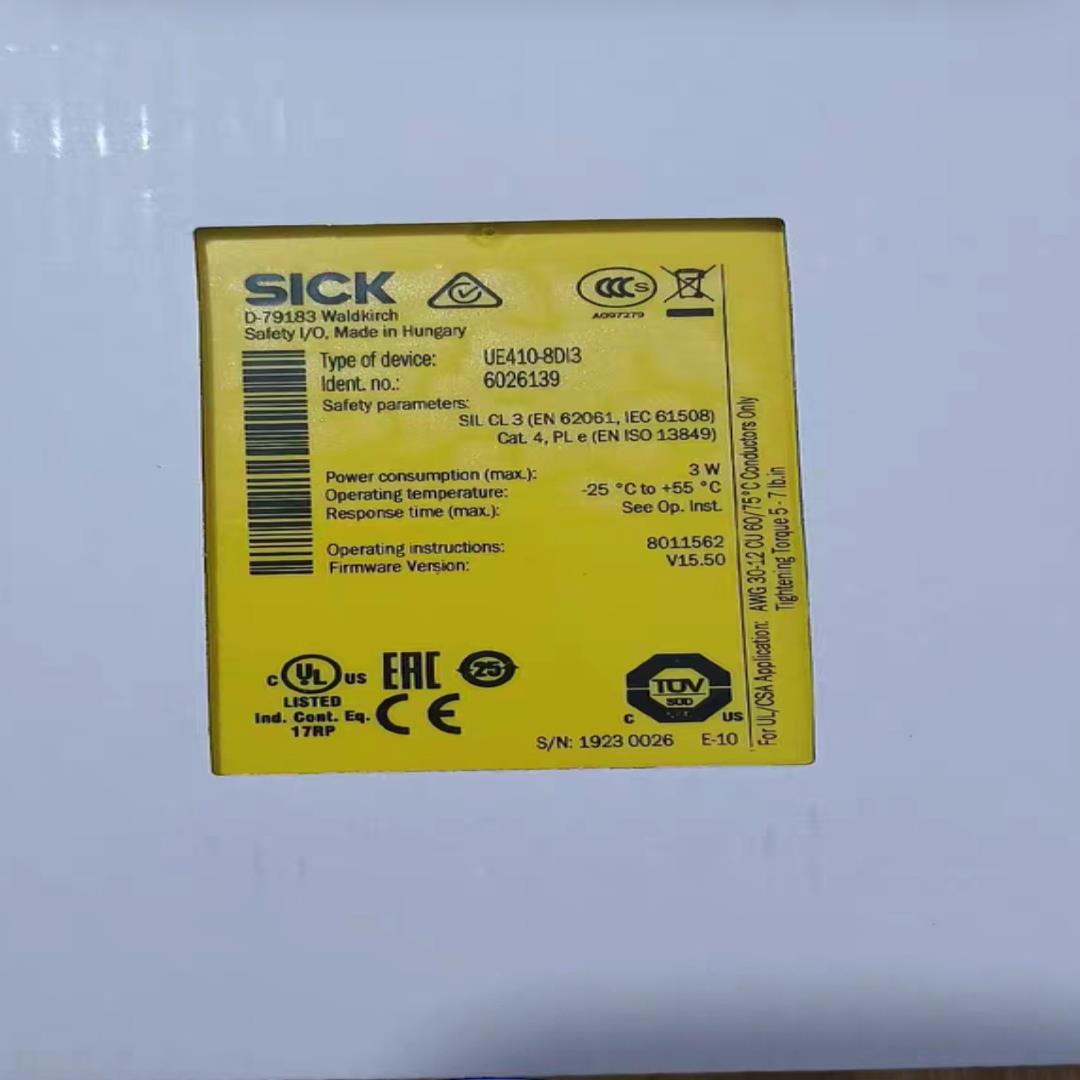 SICK
D-79183 Waldkirch
Safety I/O, Made in Hungary
CCC S
A097279
Type of device: UE410-8DI3
Ident. no.: 6026139
Safety parameters:
SIL CL 3 (EN 62061, IEC 61508)
Cat. 4, PL e (EN ISO 13849)
Power consumption (max.): 3 W
Operating temperature: -25 °C to +55 °C
Response time (max.): See Op. Inst.
Operating instructions: 8011562
Firmware Version: V15.50
C UL US
LISTED
Ind. Cont. Eq.
17RP
EAC
25
CE
TÜV
SÜD
C US
S/N: 1923 0026 E-10
For UL/CSA Application: AWG 30-12 CU 60/75°C Conductors Only
Tightening Torque 5 - 7 lb.in